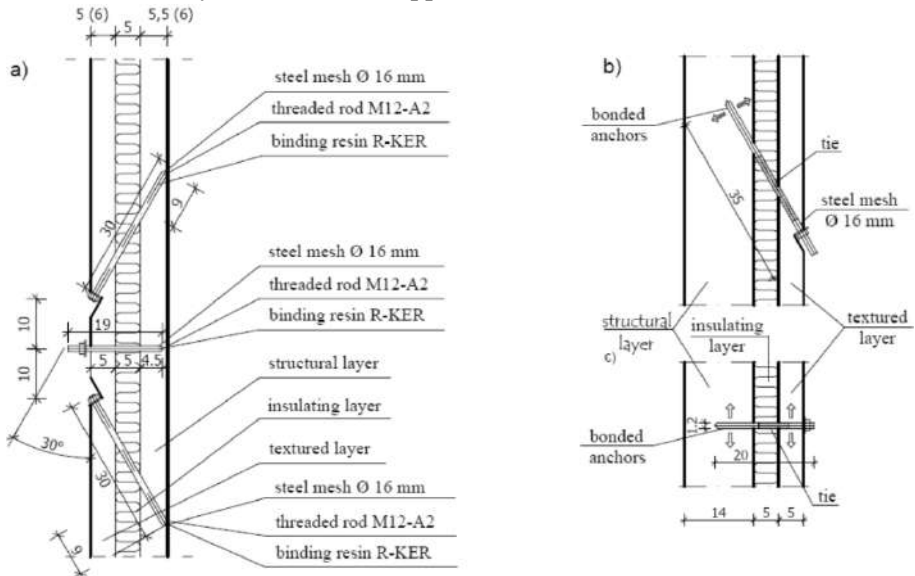 5 (6)
5
5,5 (6)
a)
steel mesh Ø 16 mm
threaded rod M12-A2
binding resin R-KER
30
9
steel mesh Ø 16 mm
threaded rod M12-A2
binding resin R-KER
10
19
10
5
5
4.5
structural layer
insulating layer
30°
30
textured layer
steel mesh Ø 16 mm
threaded rod M12-A2
binding resin R-KER
9
b)
bonded
anchors
tie
35
steel mesh
Ø 16 mm
structural
layer
insulating
layer
textured
layer
c)
1,2
bonded
anchors
20
tie
14
5
5